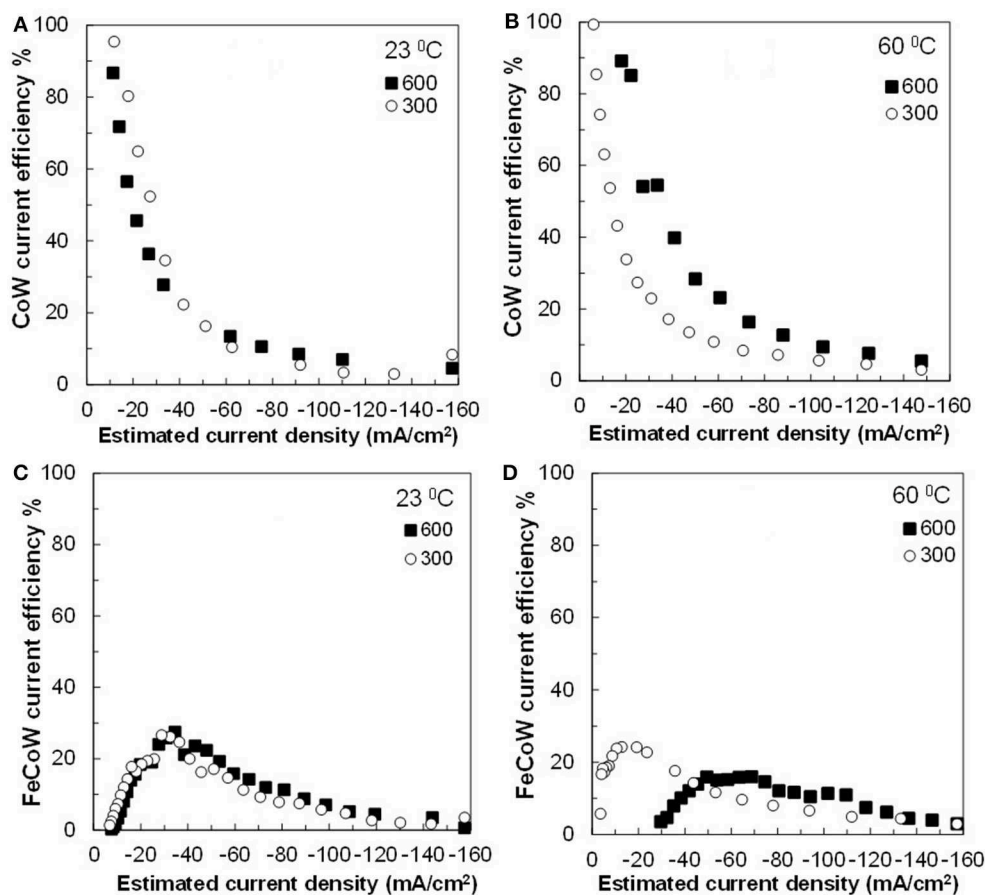 A
CoW current efficiency %
100
80
60
40
20
0
23 ⁰C
600
300
0 -20 -40 -60 -80 -100 -120 -140 -160
Estimated current density (mA/cm²)
B
CoW current efficiency %
100
80
60
40
20
0
60 ⁰C
600
300
0 -20 -40 -60 -80 -100 -120 -140 -160
Estimated current density (mA/cm²)
C
FeCoW current efficiency %
100
80
60
40
20
0
23 ⁰C
600
300
0 -20 -40 -60 -80 -100 -120 -140 -160
Estimated current density (mA/cm²)
D
FeCoW current efficiency %
100
80
60
40
20
0
60 ⁰C
600
300
0 -20 -40 -60 -80 -100 -120 -140 -160
Estimated current density (mA/cm²)